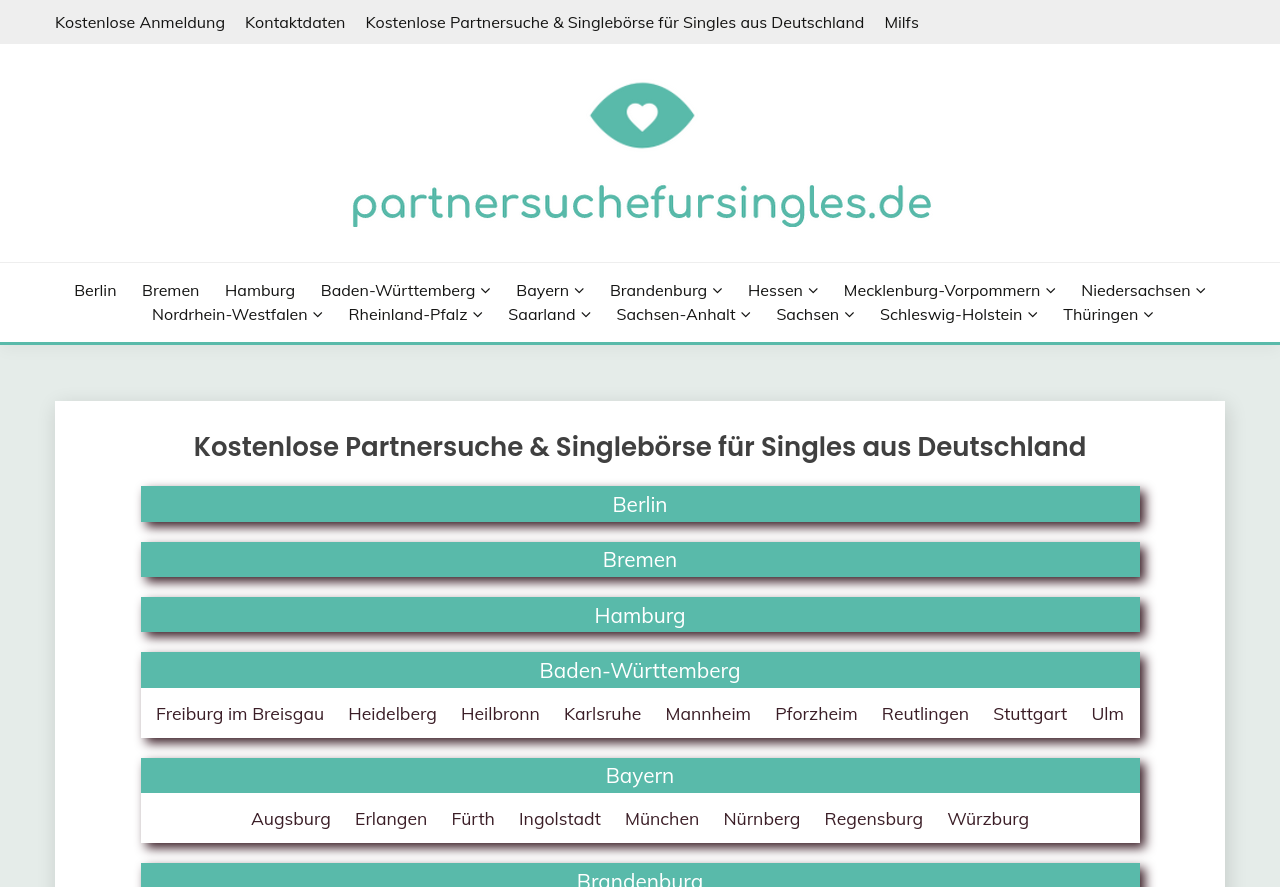 Kostenlose Anmeldung Kontaktdaten Kostenlose Partnersuche & Singlebörse für Singles aus Deutschland Milfs
partnersuchefursingles.de
Berlin Bremen Hamburg Baden-Württemberg Bayern Brandenburg Hessen Mecklenburg-Vorpommern Niedersachsen
Nordrhein-Westfalen Rheinland-Pfalz Saarland Sachsen-Anhalt Sachsen Schleswig-Holstein Thüringen
Kostenlose Partnersuche & Singlebörse für Singles aus Deutschland
Berlin
Bremen
Hamburg
Baden-Württemberg
Freiburg im Breisgau Heidelberg Heilbronn Karlsruhe Mannheim Pforzheim Reutlingen Stuttgart Ulm
Bayern
Augsburg Erlangen Fürth Ingolstadt München Nürnberg Regensburg Würzburg
Brandenburg